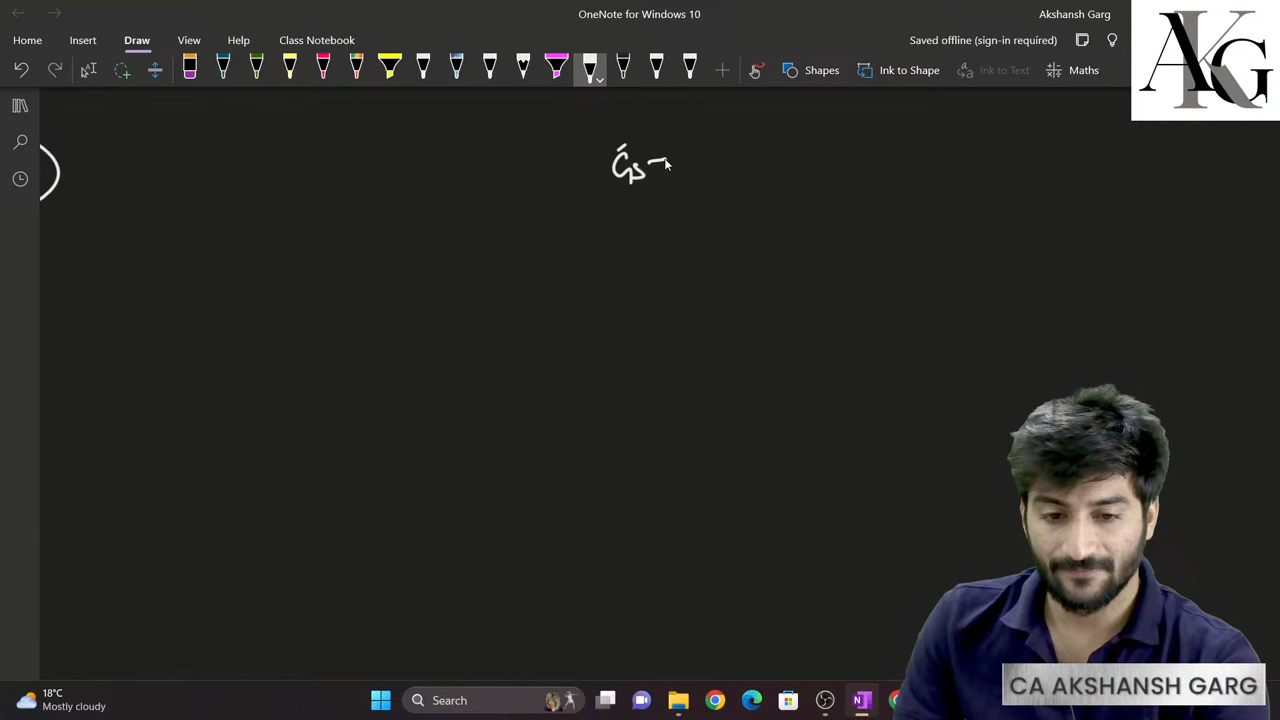 OneNote for Windows 10
Akshansh Garg
Home Insert Draw View Help Class Notebook
Saved offline (sign-in required)
Shapes
Ink to Shape
Ink to Text
Maths
AKG
18°C
Mostly cloudy
Search
CA AKSHANSH GARG